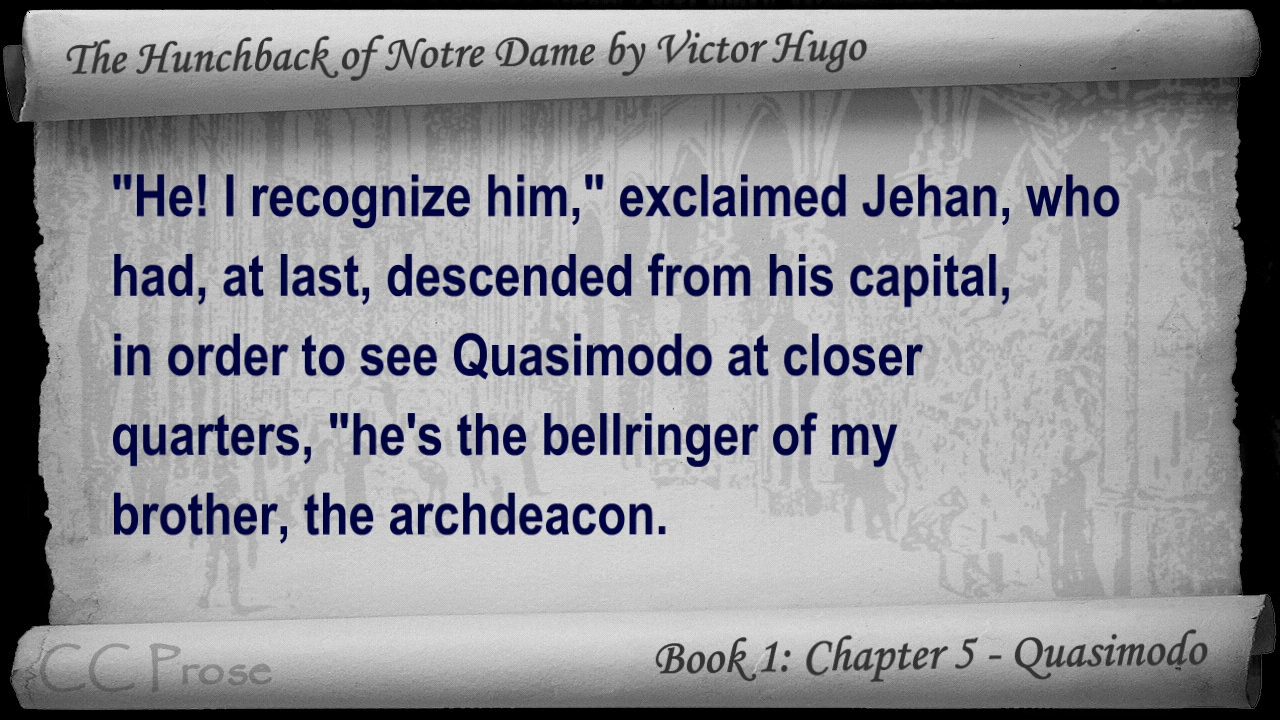 The Hunchback of Notre Dame by Victor Hugo
"He! I recognize him," exclaimed Jehan, who
had, at last, descended from his capital,
in order to see Quasimodo at closer
quarters, "he's the bellringer of my
brother, the archdeacon.
CC Prose
Book 1: Chapter 5 - Quasimodo